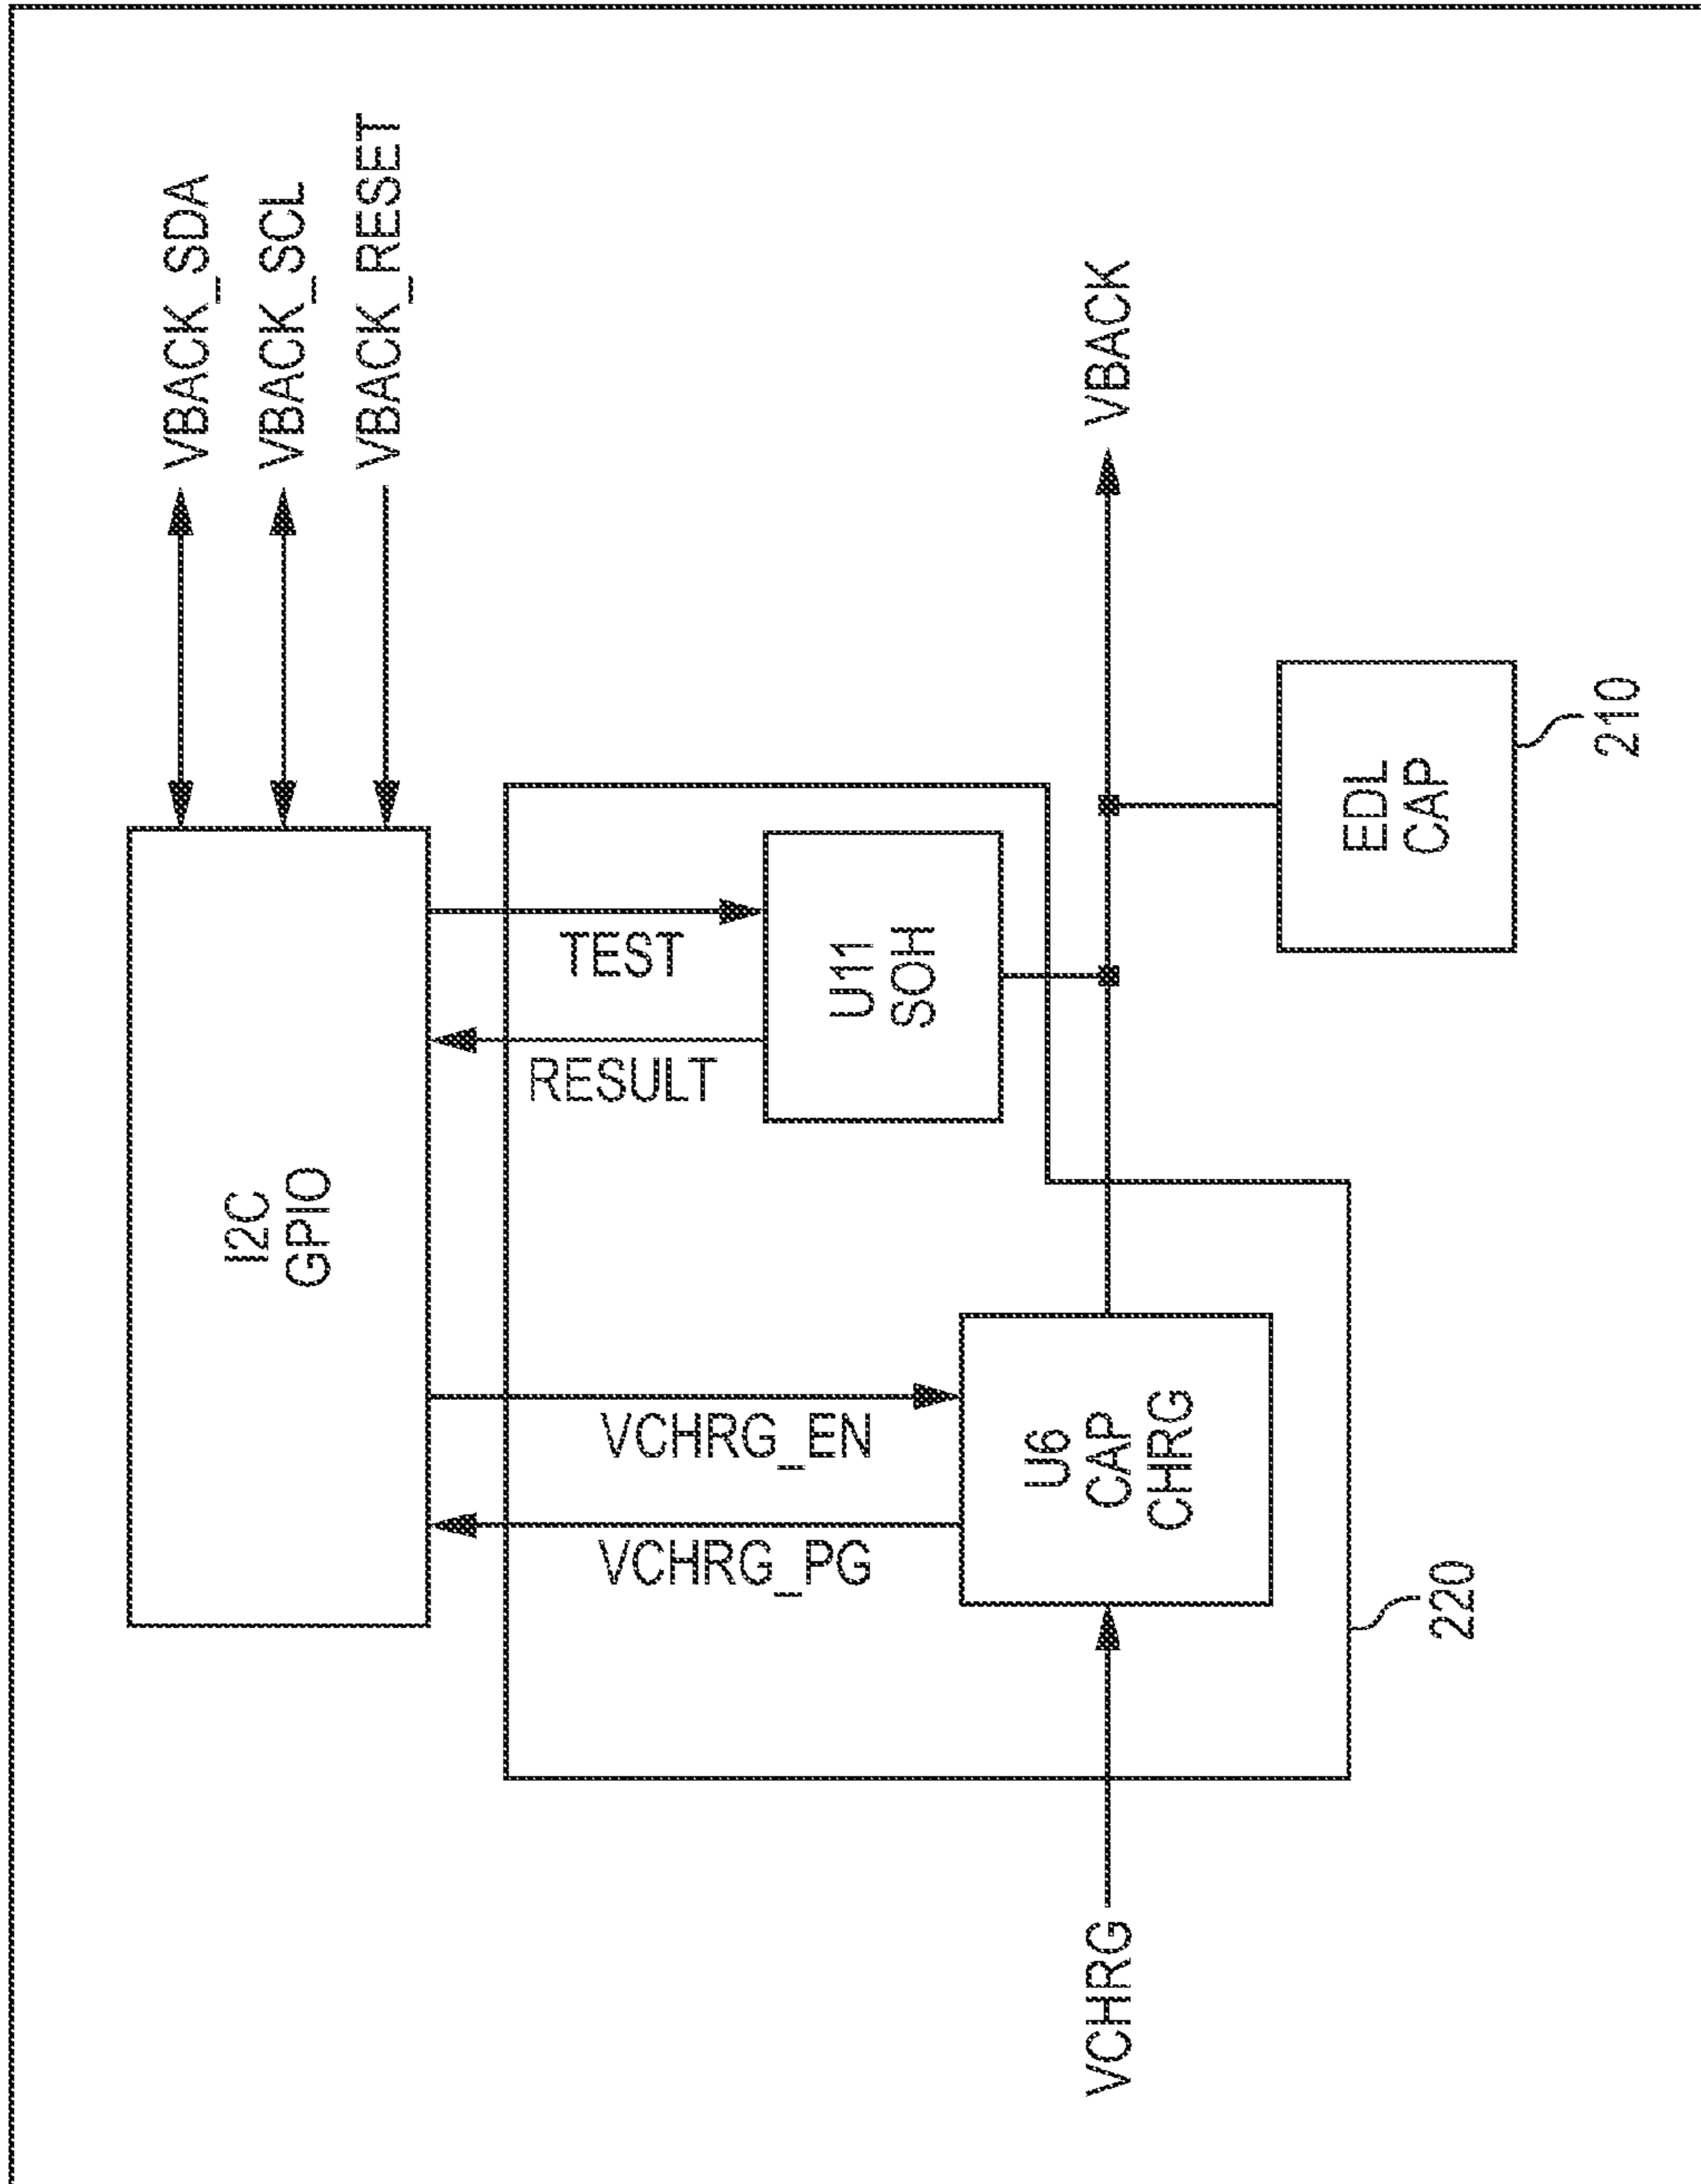 VBACK_SDA
VBACK_SCL
VBACK_RESET
I2C
GPIO
TEST
RESULT
VCHRG_EN
VCHRG_PG
U11
SOH
U6
CAP
CHRG
VCHRG
VBACK
EDL
CAP
210
220